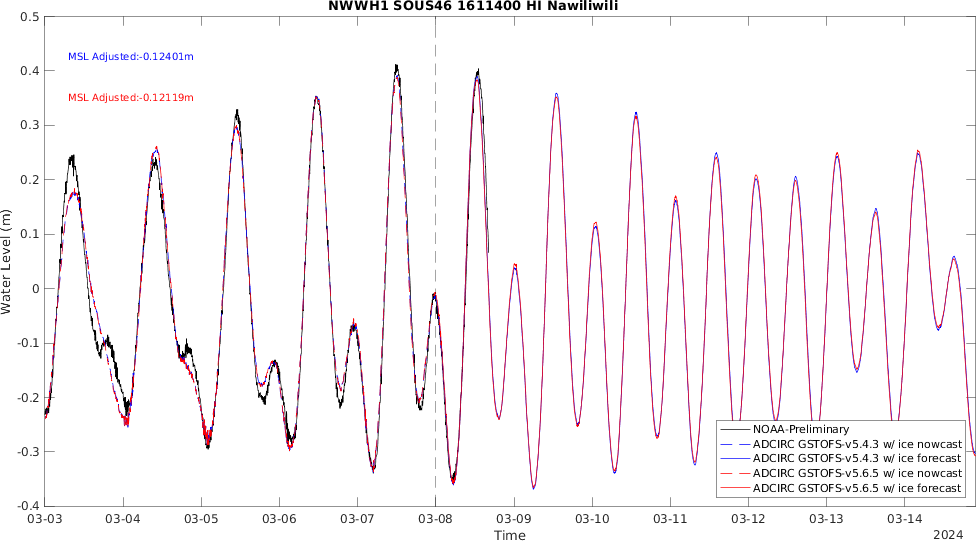 NWWH1 SOUS46 1611400 HI Nawiliwili
MSL Adjusted:-0.12401m
MSL Adjusted:-0.12119m
Water Level (m)
0.5
0.4
0.3
0.2
0.1
0
-0.1
-0.2
-0.3
-0.4
NOAA-Preliminary
ADCIRC GSTOFS-v5.4.3 w/ ice nowcast
ADCIRC GSTOFS-v5.4.3 w/ ice forecast
ADCIRC GSTOFS-v5.6.5 w/ ice nowcast
ADCIRC GSTOFS-v5.6.5 w/ ice forecast
03-03 03-04 03-05 03-06 03-07 03-08 03-09 03-10 03-11 03-12 03-13 03-14
Time
2024